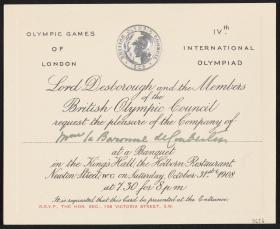 OLYMPIC GAMES
OF
LONDON
IVth
INTERNATIONAL
OLYMPIAD
Lord Desborough and the Members
of the
British Olympic Council
request the pleasure of the Company of
Mme la Baronne de Coubertin
at a Banquet
in the King's Hall, the Holborn Restaurant
Newton Street, W.C. on Saturday, October 31st 1908
at 7.30 for 8 p.m.
It is requested that this Card be presented at the Entrance.
R.S.V.P. THE HON. SEC., 108 VICTORIA STREET, S.W.